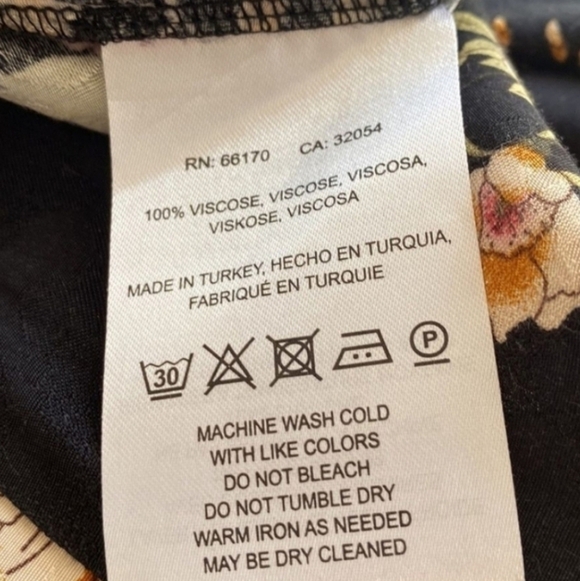 RN: 66170 CA: 32054
100% VISCOSE, VISCOSE, VISCOSA,
VISKOSE, VISCOSA
MADE IN TURKEY, HECHO EN TURQUIA,
FABRIQUÉ EN TURQUIE
30 P
MACHINE WASH COLD
WITH LIKE COLORS
DO NOT BLEACH
DO NOT TUMBLE DRY
WARM IRON AS NEEDED
MAY BE DRY CLEANED